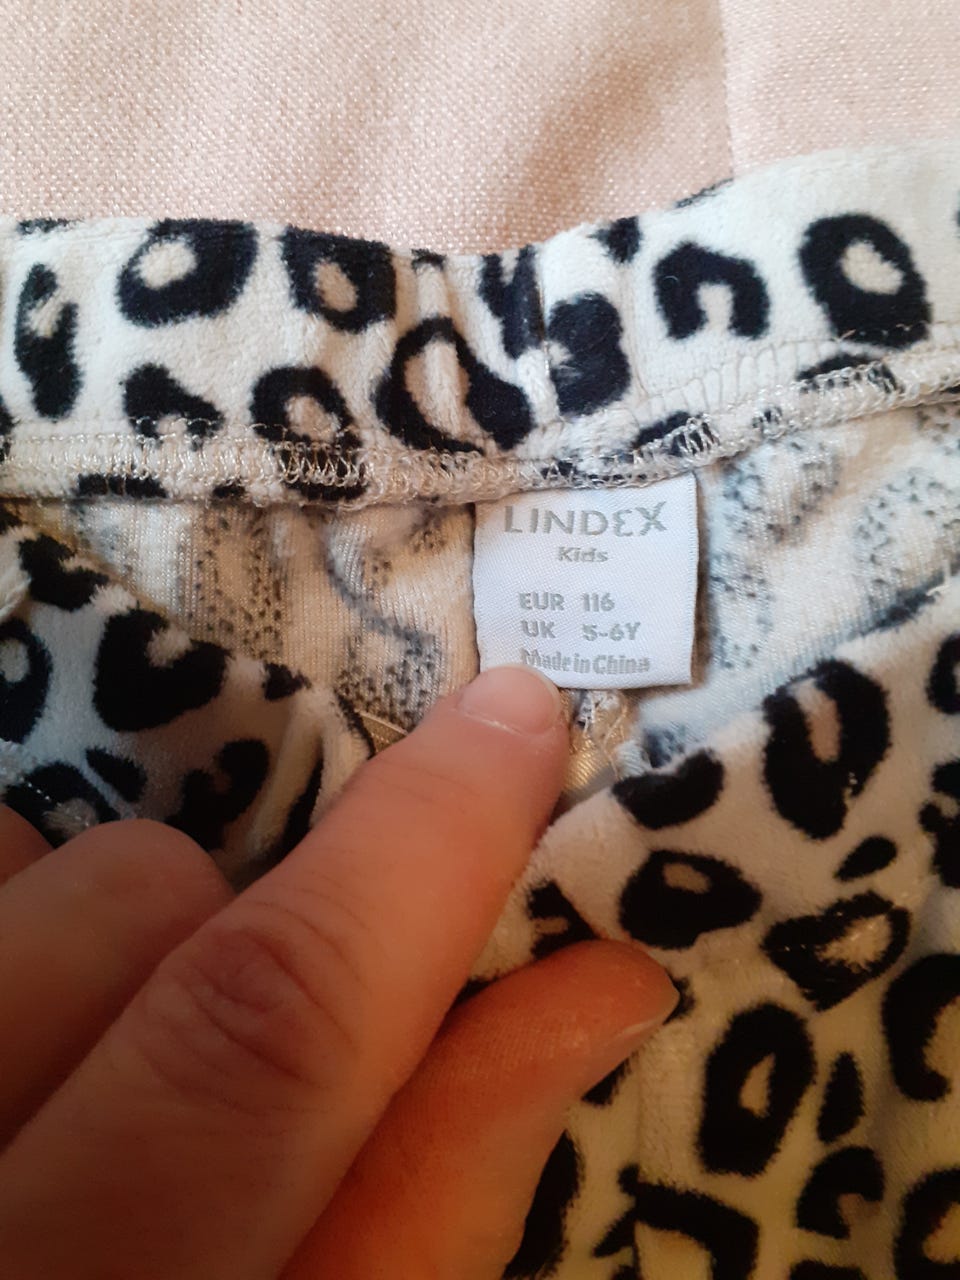 LINDEX
Kids
EUR 116
UK 5-6Y
Made in China